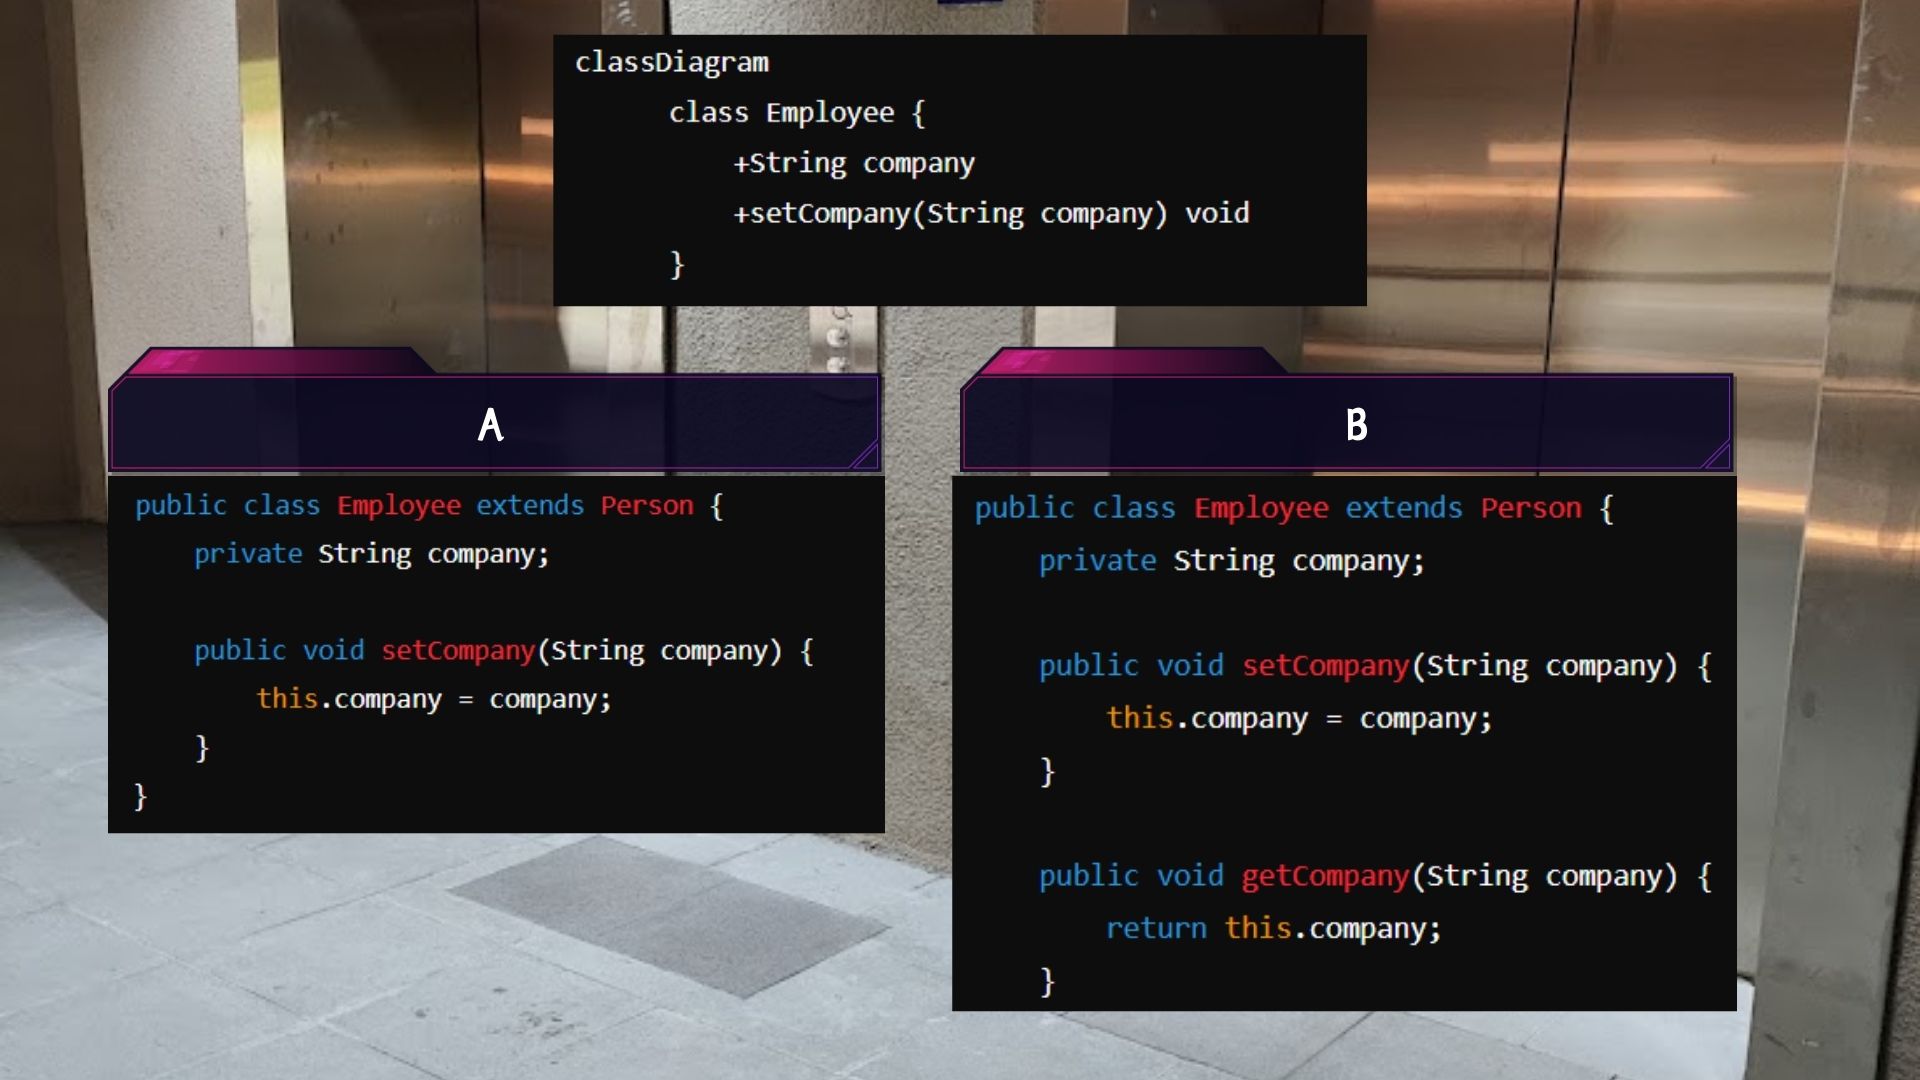 classDiagram
class Employee {
+String company
+setCompany(String company) void
}
A
public class Employee extends Person {
private String company;
public void setCompany(String company) {
this.company = company;
}
}
B
public class Employee extends Person {
private String company;
public void setCompany(String company) {
this.company = company;
}
public void getCompany(String company) {
return this.company;
}